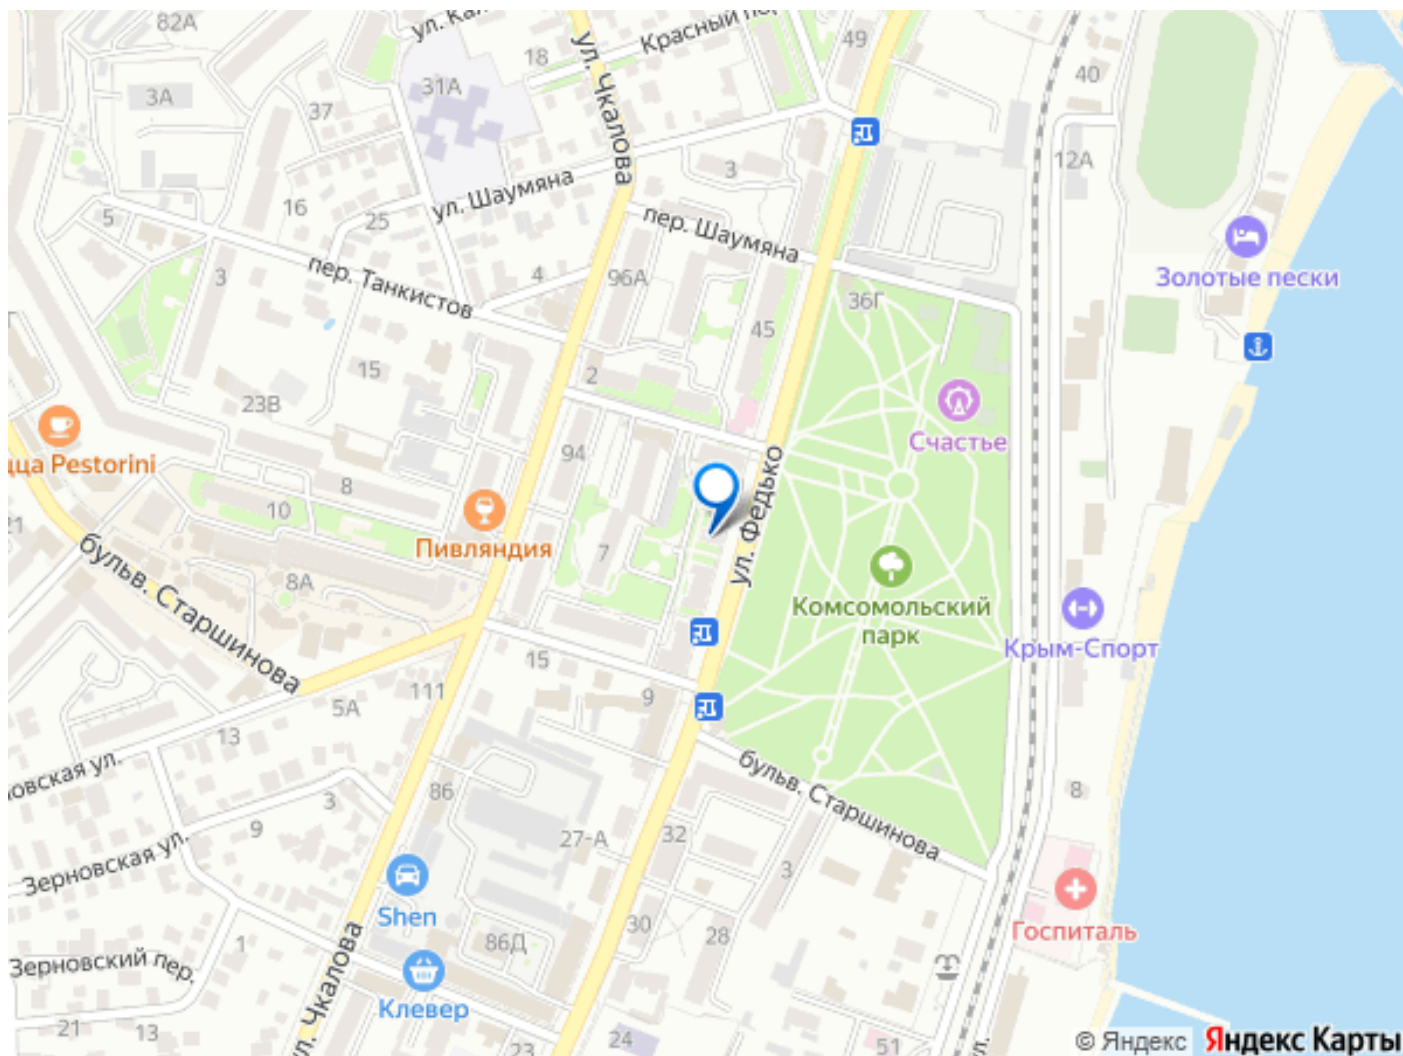 82А
ул. Ка
Красный по
49
18
3А
31А
37
40
ул. Чкалова
12А
3
ул. Шаумяна
16
25
5
пер. Шаумяна
3
пер. Танкистов
4
96А
Золотые пески
36Г
45
15
2
23В
Счастье
цца Pestorini
94
8
ул. Федько
21
10
Пивляндия
7
бульв. Старшинова
8А
Комсомольский
парк
Крым-Спорт
15
111
9
5А
13
овская ул.
бульв. Старшинова
86
3
8
9
27-А
32
Зерновская ул.
3
Shen
Госпиталь
30
28
1
86Д
Зерновский пер.
ул. Чкалова
Клевер
21
13
23
24
51
ул.
© Яндекс Яндекс Карты